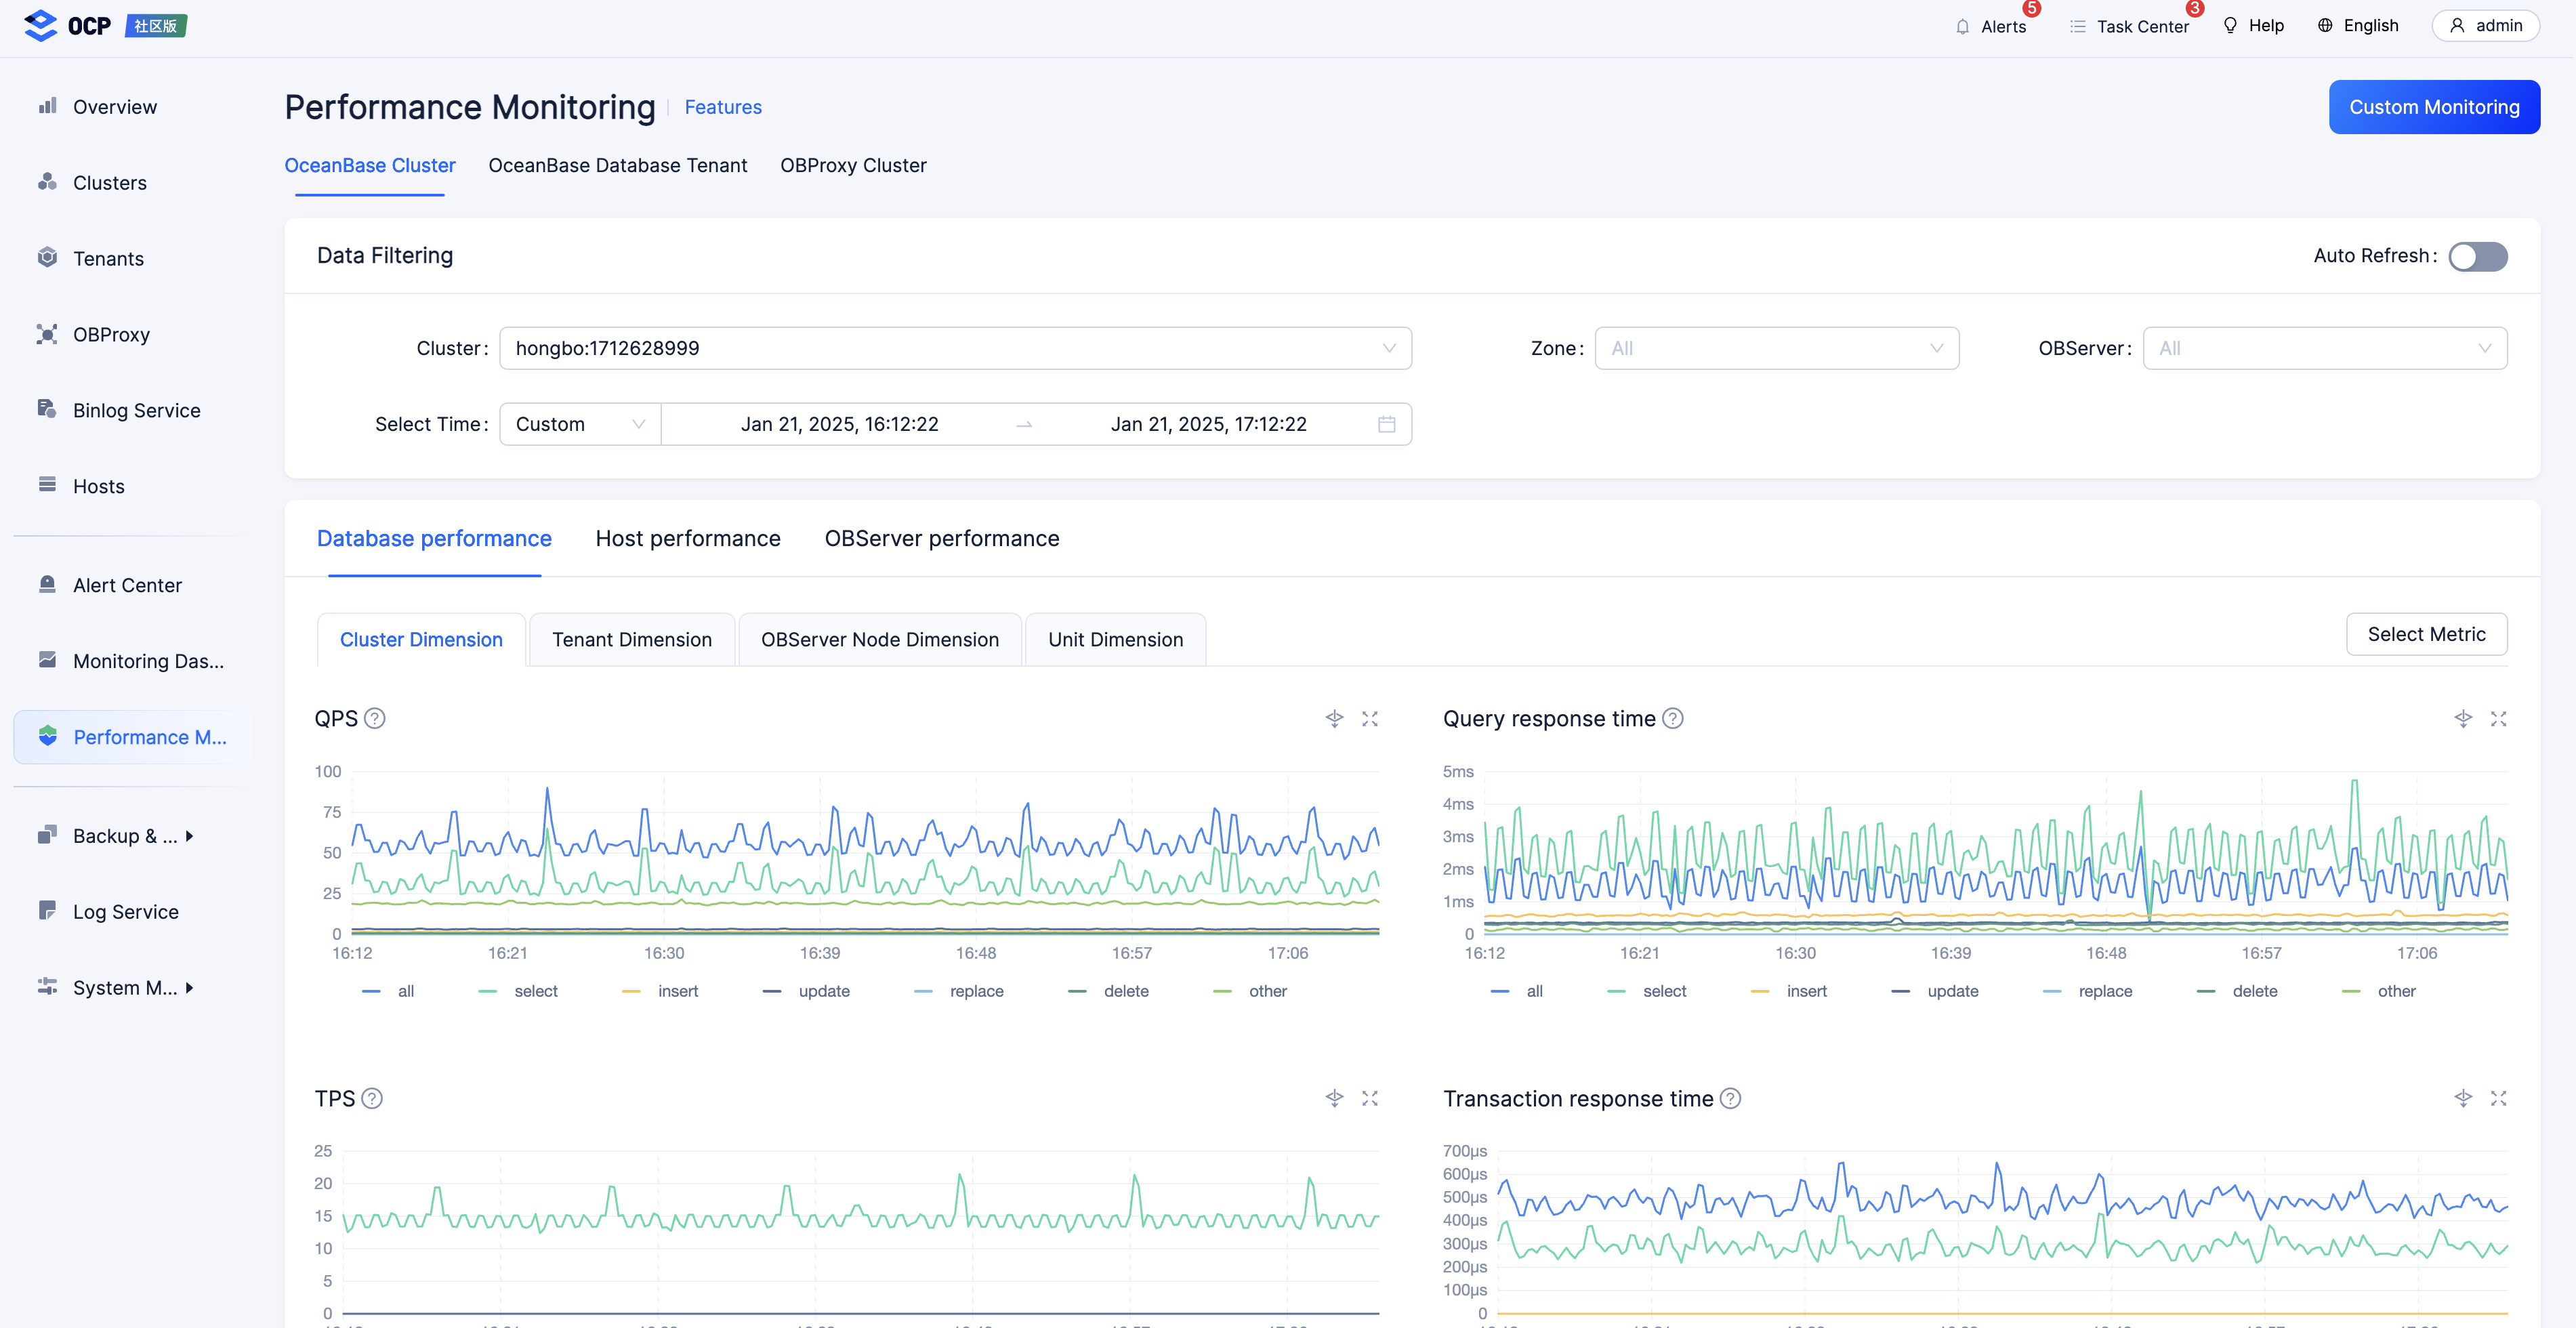 OCP 社区版
Alerts 5 Task Center 3 Help English admin
Overview
Clusters
Tenants
OBProxy
Binlog Service
Hosts
Alert Center
Monitoring Das...
Performance M...
Backup & ...
Log Service
System M...
Performance Monitoring Features Custom Monitoring
OceanBase Cluster OceanBase Database Tenant OBProxy Cluster
Data Filtering Auto Refresh:
Cluster: hongbo:1712628999 Zone: All OBServer: All
Select Time: Custom Jan 21, 2025, 16:12:22 Jan 21, 2025, 17:12:22
Database performance Host performance OBServer performance
Cluster Dimension Tenant Dimension OBServer Node Dimension Unit Dimension Select Metric
QPS ?
100
75
50
25
0
16:12 16:21 16:30 16:39 16:48 16:57 17:06
all select insert update replace delete other
Query response time ?
5ms
4ms
3ms
2ms
1ms
0
16:12 16:21 16:30 16:39 16:48 16:57 17:06
all select insert update replace delete other
TPS ?
25
20
15
10
5
0
Transaction response time ?
700μs
600μs
500μs
400μs
300μs
200μs
100μs
0